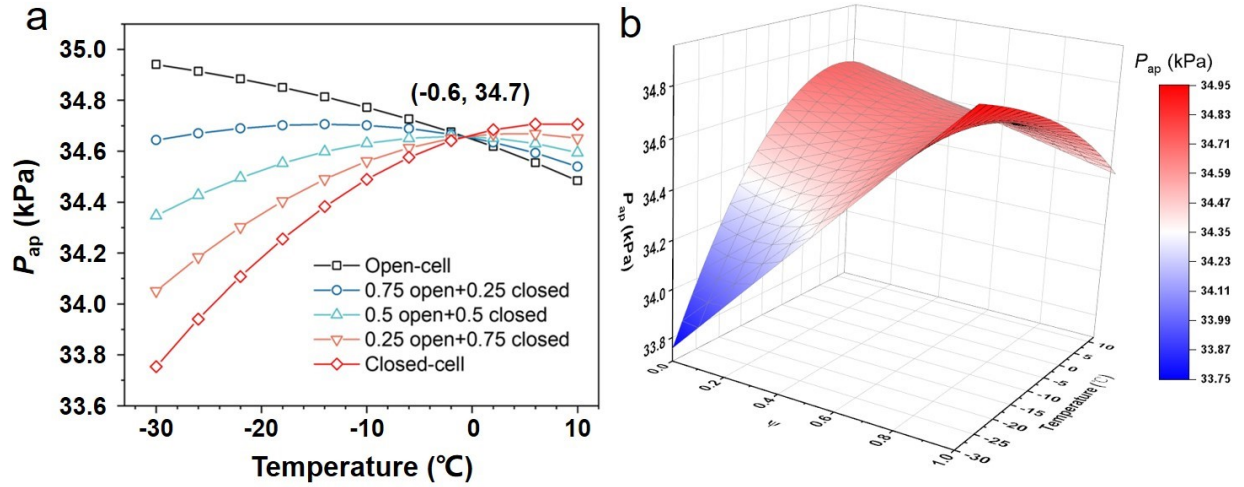 a
35.0
34.8
34.6
34.4
34.2
34.0
33.8
33.6
P_ap (kPa)
(-0.6, 34.7)
Open-cell
0.75 open+0.25 closed
0.5 open+0.5 closed
0.25 open+0.75 closed
Closed-cell
-30 -20 -10 0 10
Temperature (℃)
b
34.8
34.6
34.4
34.2
34.0
33.8
P_ap (kPa)
0.0 0.2 0.4 0.6 0.8 1.0
ψ
10
5
0
-5
-10
-15
-20
-25
-30
Temperature (℃)
P_ap (kPa)
34.95
34.83
34.71
34.59
34.47
34.35
34.23
34.11
33.99
33.87
33.75